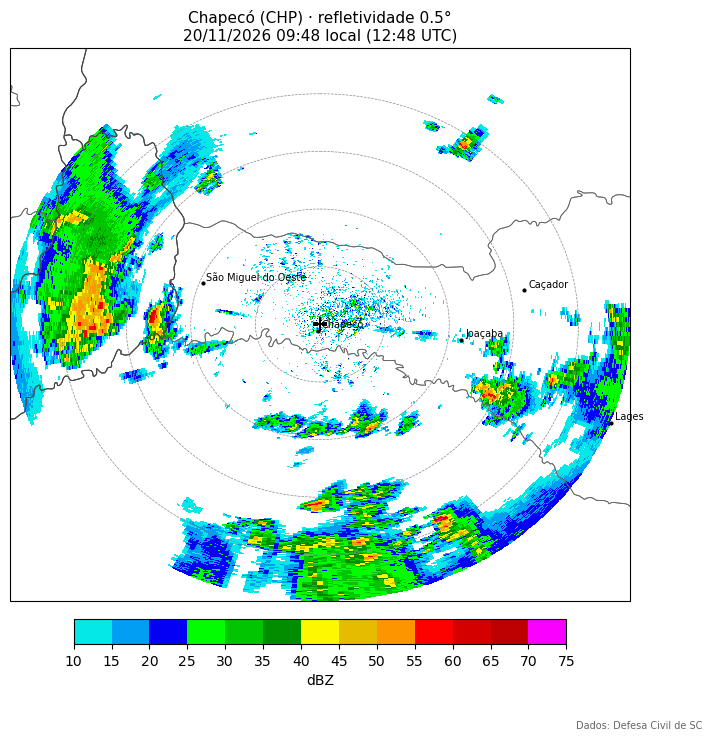 Chapecó (CHP) · refletividade 0.5°
20/11/2026 09:48 local (12:48 UTC)
São Miguel do Oeste
Caçador
Chapecó
Joaçaba
Lages
10 15 20 25 30 35 40 45 50 55 60 65 70 75
dBZ
Dados: Defesa Civil de SC